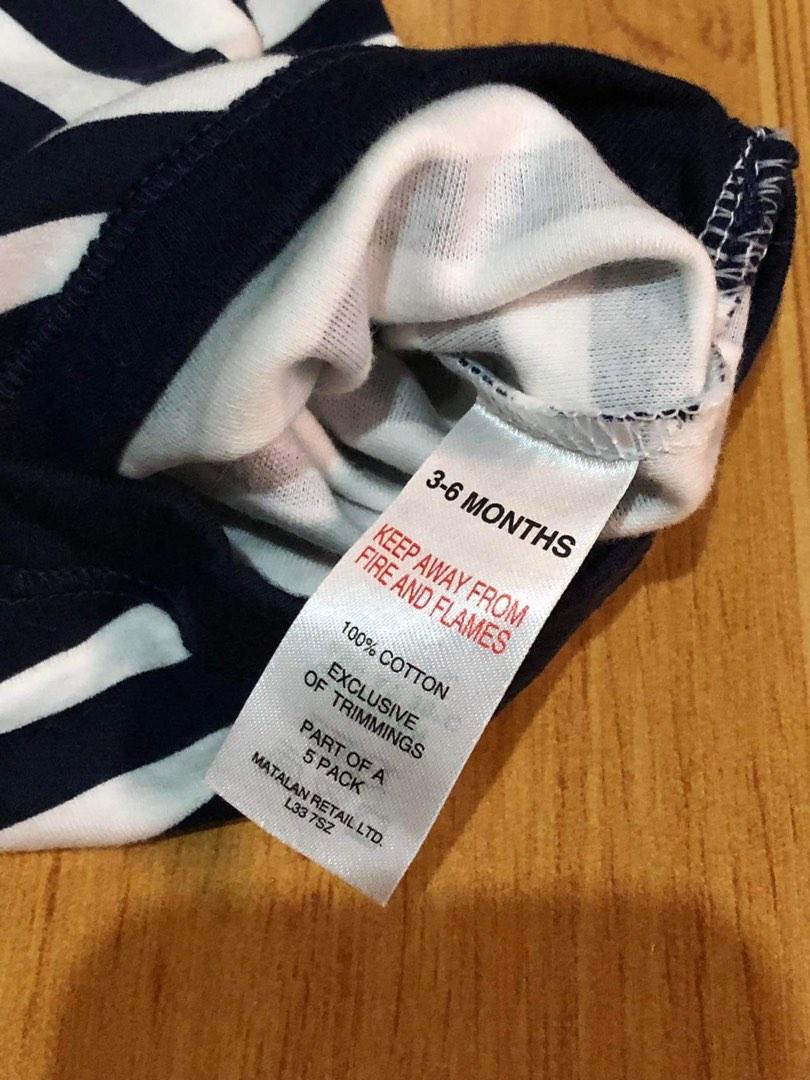 3-6 MONTHS
KEEP AWAY FROM
FIRE AND FLAMES
100% COTTON
EXCLUSIVE
OF TRIMMINGS
PART OF A
5 PACK
MATALAN RETAIL LTD.
L33 7SZ